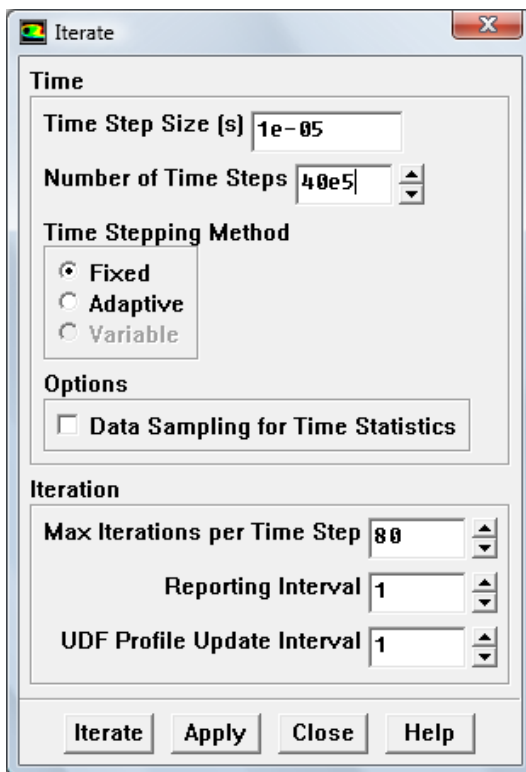 Iterate
X
Time
Time Step Size (s) 1e-05
Number of Time Steps 40e5
Time Stepping Method
Fixed
Adaptive
Variable
Options
Data Sampling for Time Statistics
Iteration
Max Iterations per Time Step 80
Reporting Interval 1
UDF Profile Update Interval 1
Iterate Apply Close Help